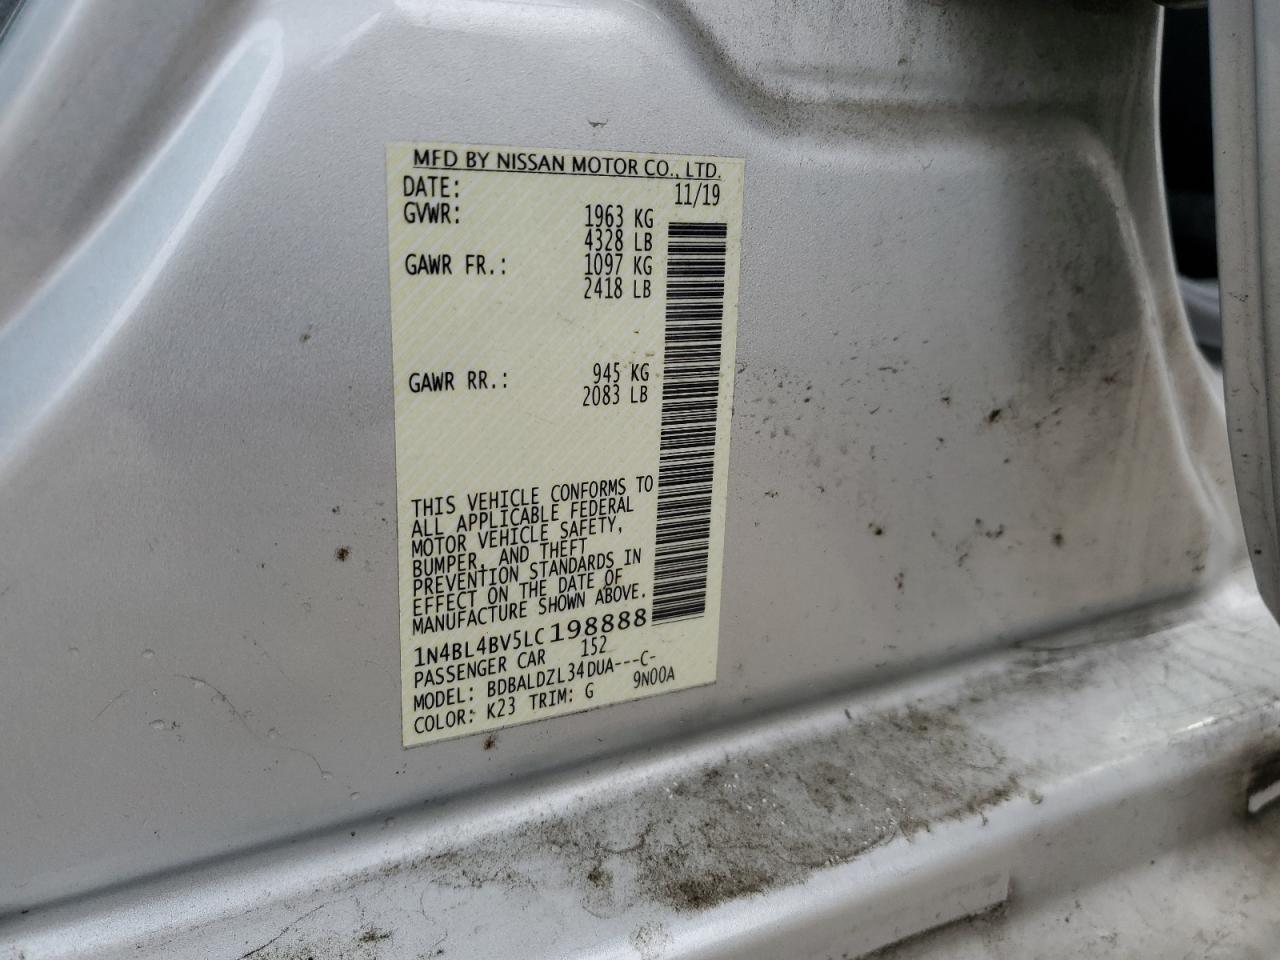 MFD BY NISSAN MOTOR CO., LTD.
DATE: 11/19
GVWR: 1963 KG
4328 LB
GAWR FR.: 1097 KG
2418 LB
GAWR RR.: 945 KG
2083 LB
THIS VEHICLE CONFORMS TO
ALL APPLICABLE FEDERAL
MOTOR VEHICLE SAFETY,
BUMPER, AND THEFT
PREVENTION STANDARDS IN
EFFECT ON THE DATE OF
MANUFACTURE SHOWN ABOVE.
1N4BL4BV5LC198888
PASSENGER CAR 152
MODEL: BDBALDZL34DUA---C-
COLOR: K23 TRIM: G 9N00A